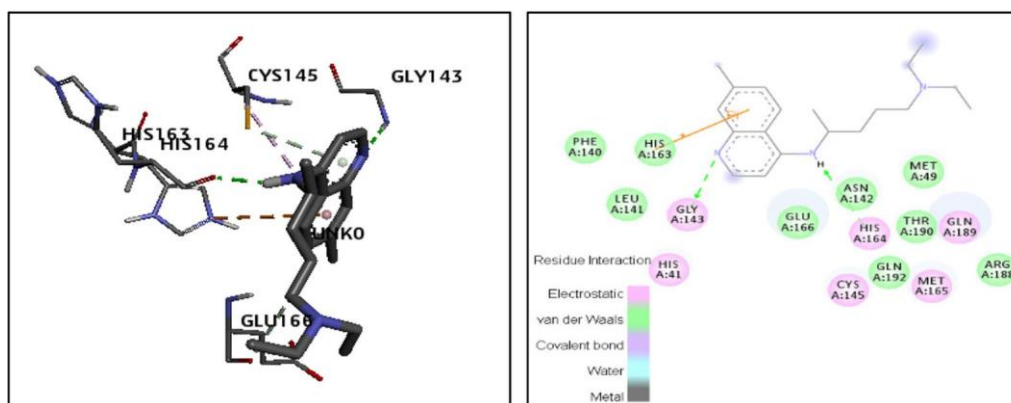 CYS145
GLY143
HIS163
HIS164
UNK0
GLU166
N
N
H
N
PHE
A:140
HIS
A:163
LEU
A:141
GLY
A:143
HIS
A:41
GLU
A:166
ASN
A:142
MET
A:49
HIS
A:164
THR
A:190
GLN
A:189
CYS
A:145
GLN
A:192
MET
A:165
ARG
A:188
Residue Interaction
Electrostatic
van der Waals
Covalent bond
Water
Metal